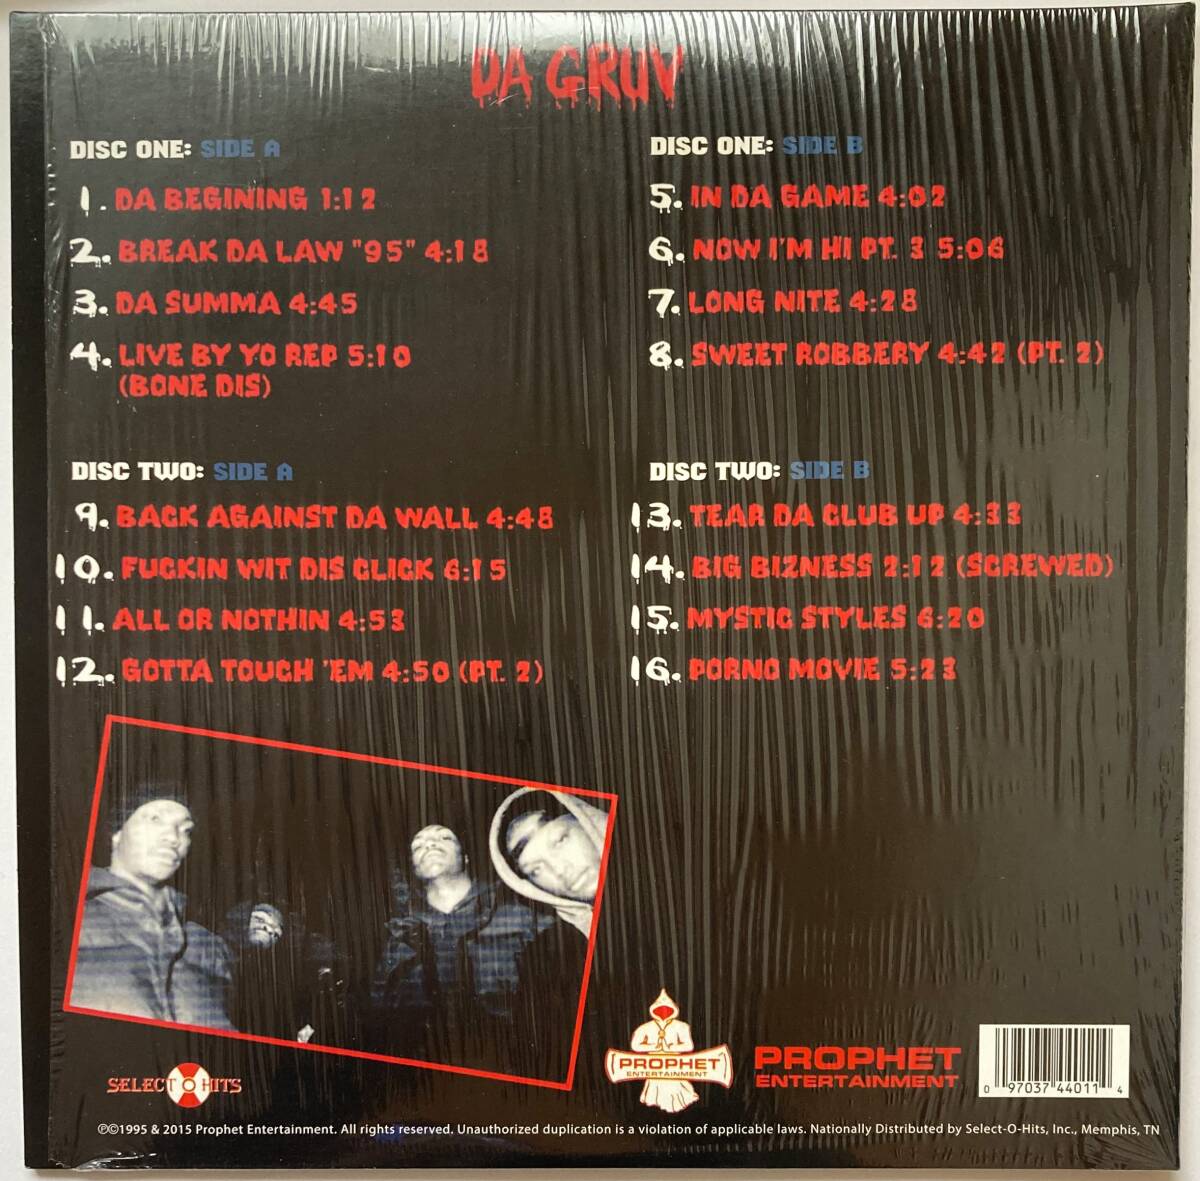 DA GRUV
DISC ONE: SIDE A
1. DA BEGINING 1:12
2. BREAK DA LAW "95" 4:18
3. DA SUMMA 4:45
4. LIVE BY YO REP 5:10
(BONE DIS)
DISC ONE: SIDE B
5. IN DA GAME 4:02
6. NOW I'M HI PT. 3 5:06
7. LONG NITE 4:28
8. SWEET ROBBERY 4:42 (PT. 2)
DISC TWO: SIDE A
9. BACK AGAINST DA WALL 4:48
10. FUCKIN WIT DIS CLICK 6:15
11. ALL OR NOTHIN 4:53
12. GOTTA TOUCH 'EM 4:50 (PT. 2)
DISC TWO: SIDE B
13. TEAR DA CLUB UP 4:33
14. BIG BIZNESS 2:12 (SCREWED)
15. MYSTIC STYLES 6:20
16. PORNO MOVIE 5:23
SELECT O HITS
PROPHET
ENTERTAINMENT
PROPHET
ENTERTAINMENT
0 97037 44011 4
℗©1995 & 2015 Prophet Entertainment. All rights reserved. Unauthorized duplication is a violation of applicable laws. Nationally Distributed by Select-O-Hits, Inc., Memphis, TN